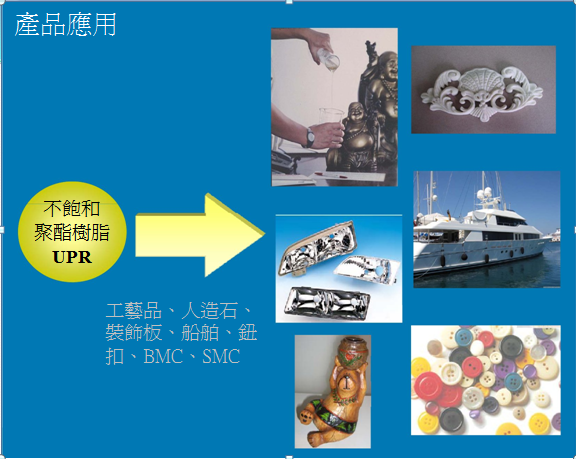 產品應用
不飽和
聚酯樹脂
UPR
工藝品、人造石、
裝飾板、船舶、鈕
扣、BMC、SMC